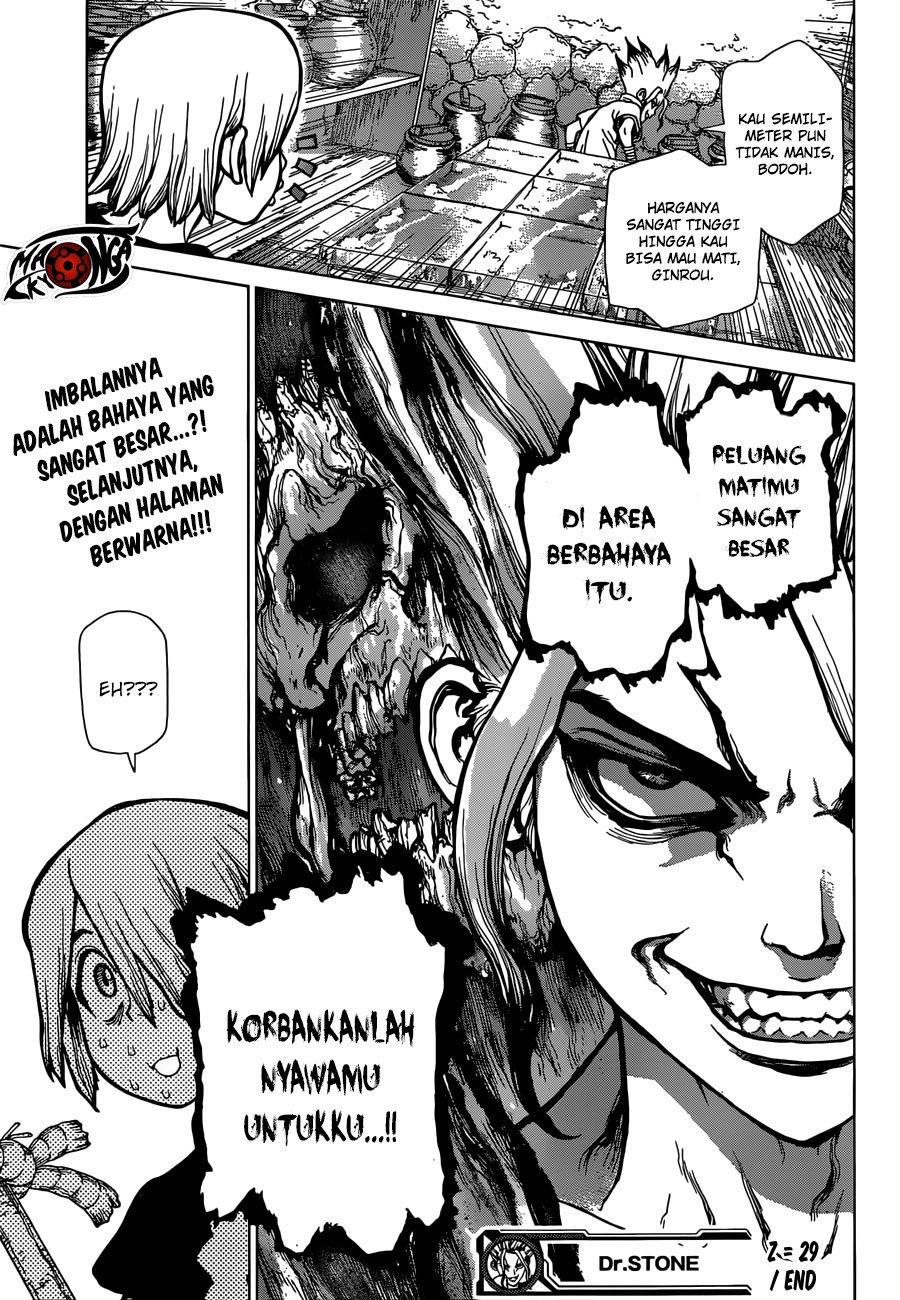 KAU SEMILI-
METER PUN
TIDAK MANIS,
BODOH.
HARGANYA
SANGAT TINGGI
HINGGA KAU
BISA MAU MATI,
GINROU.
MANGA
KYO
PELUANG
MATIMU
SANGAT
BESAR
DI AREA
BERBAHAYA
ITU.
IMBALANNYA
ADALAH BAHAYA YANG
SANGAT BESAR...?!
SELANJUTNYA,
DENGAN HALAMAN
BERWARNA!!!
EH???
KORBANKANLAH
NYAWAMU
UNTUKKU...!!
Dr.STONE
Z = 29
/ END